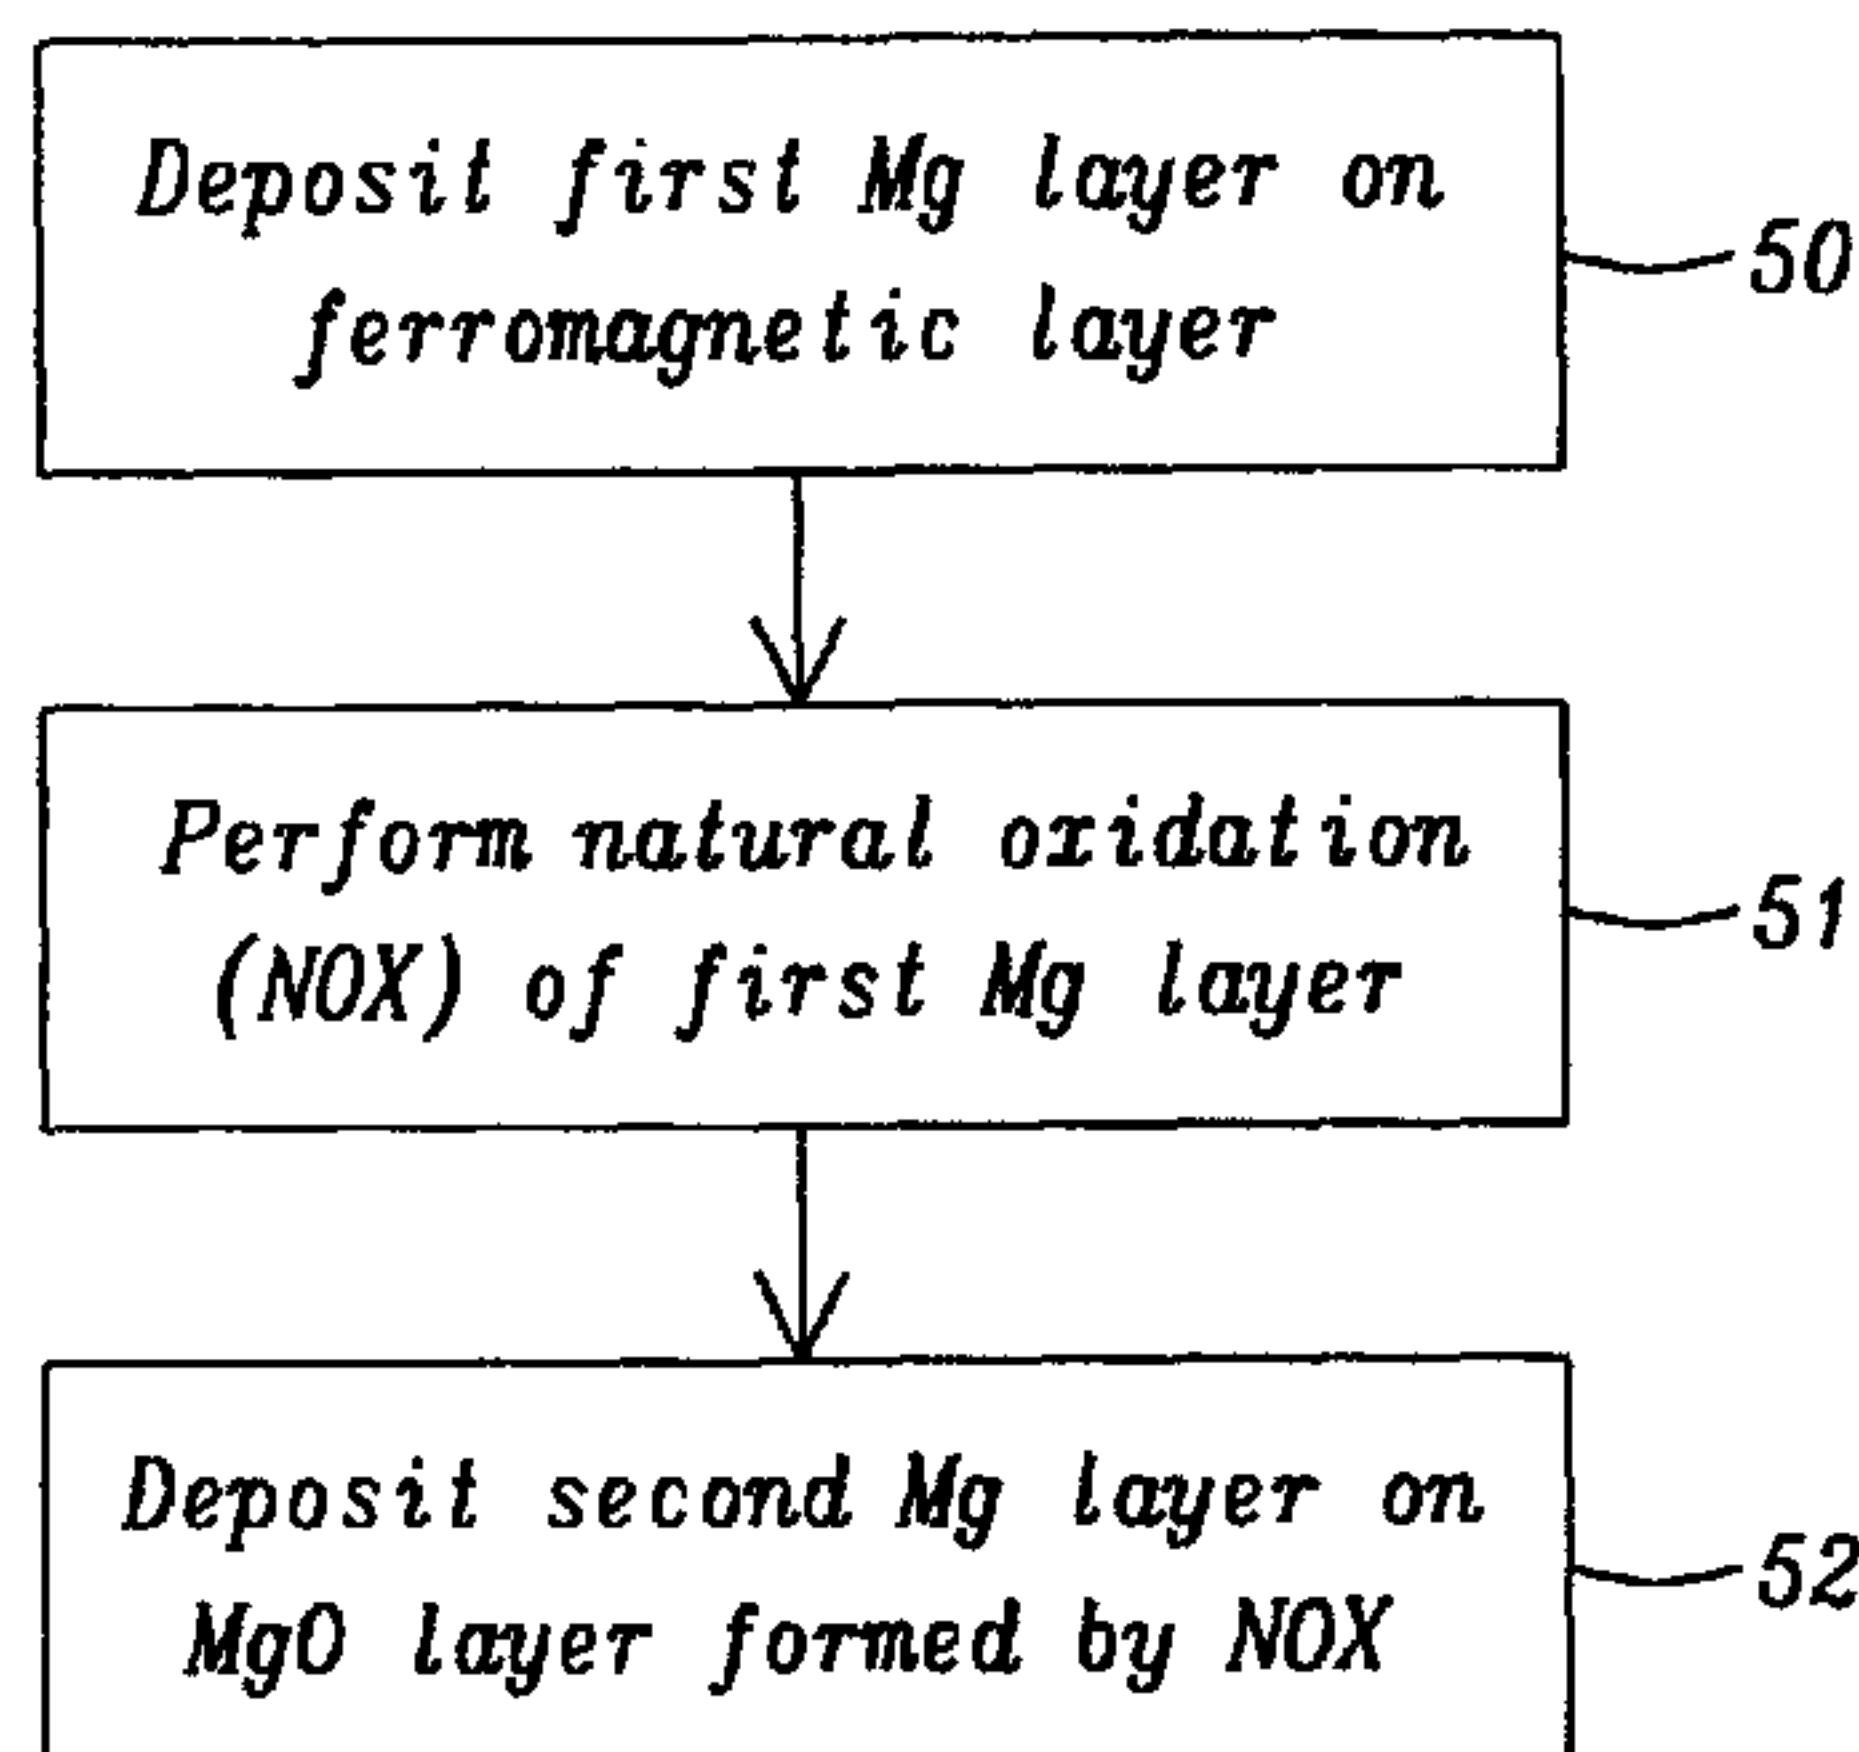 Deposit first Mg layer on
ferromagnetic layer
50
Perform natural oxidation
(NOX) of first Mg layer
51
Deposit second Mg layer on
MgO layer formed by NOX
52